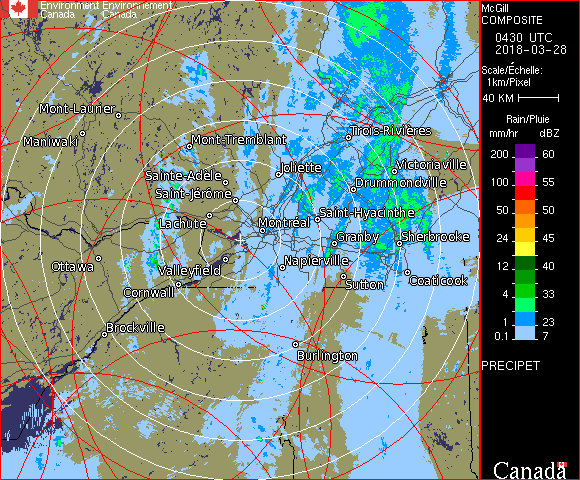 Environment Environnement
Canada Canada
McGill
COMPOSITE
0430 UTC
2018-03-28
Scale/Échelle:
1km/Pixel
40 KM
Rain/Pluie
mm/hr dBZ
200 60
100 55
50 50
24 45
12 40
4 33
1 23
0.1 7
PRECIPET
Canada
Mont-Laurier
Maniwaki
Mont-Tremblant
Trois-Rivières
Sainte-Adèle
Joliette
Victoriaville
Saint-Jérôme
Drummondville
Lachute
Montréal
Saint-Hyacinthe
Granby
Sherbrooke
Ottawa
Valleyfield
Napierville
Cornwall
Sutton
Coaticook
Brockville
Burlington